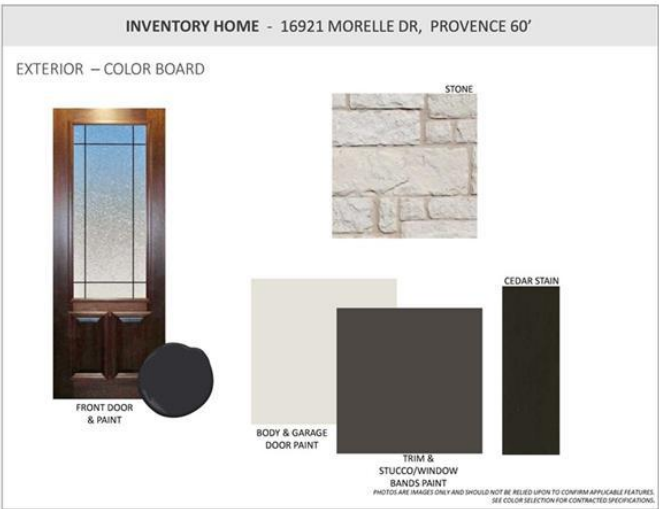 INVENTORY HOME - 16921 MORELLE DR, PROVENCE 60'
EXTERIOR – COLOR BOARD
STONE
CEDAR STAIN
FRONT DOOR
& PAINT
BODY & GARAGE
DOOR PAINT
TRIM &
STUCCO/WINDOW
BANDS PAINT
PHOTOS ARE IMAGES ONLY AND SHOULD NOT BE RELIED UPON TO CONFIRM APPLICABLE FEATURES.
SEE COLOR SELECTION FOR CONTRACTED SPECIFICATIONS.